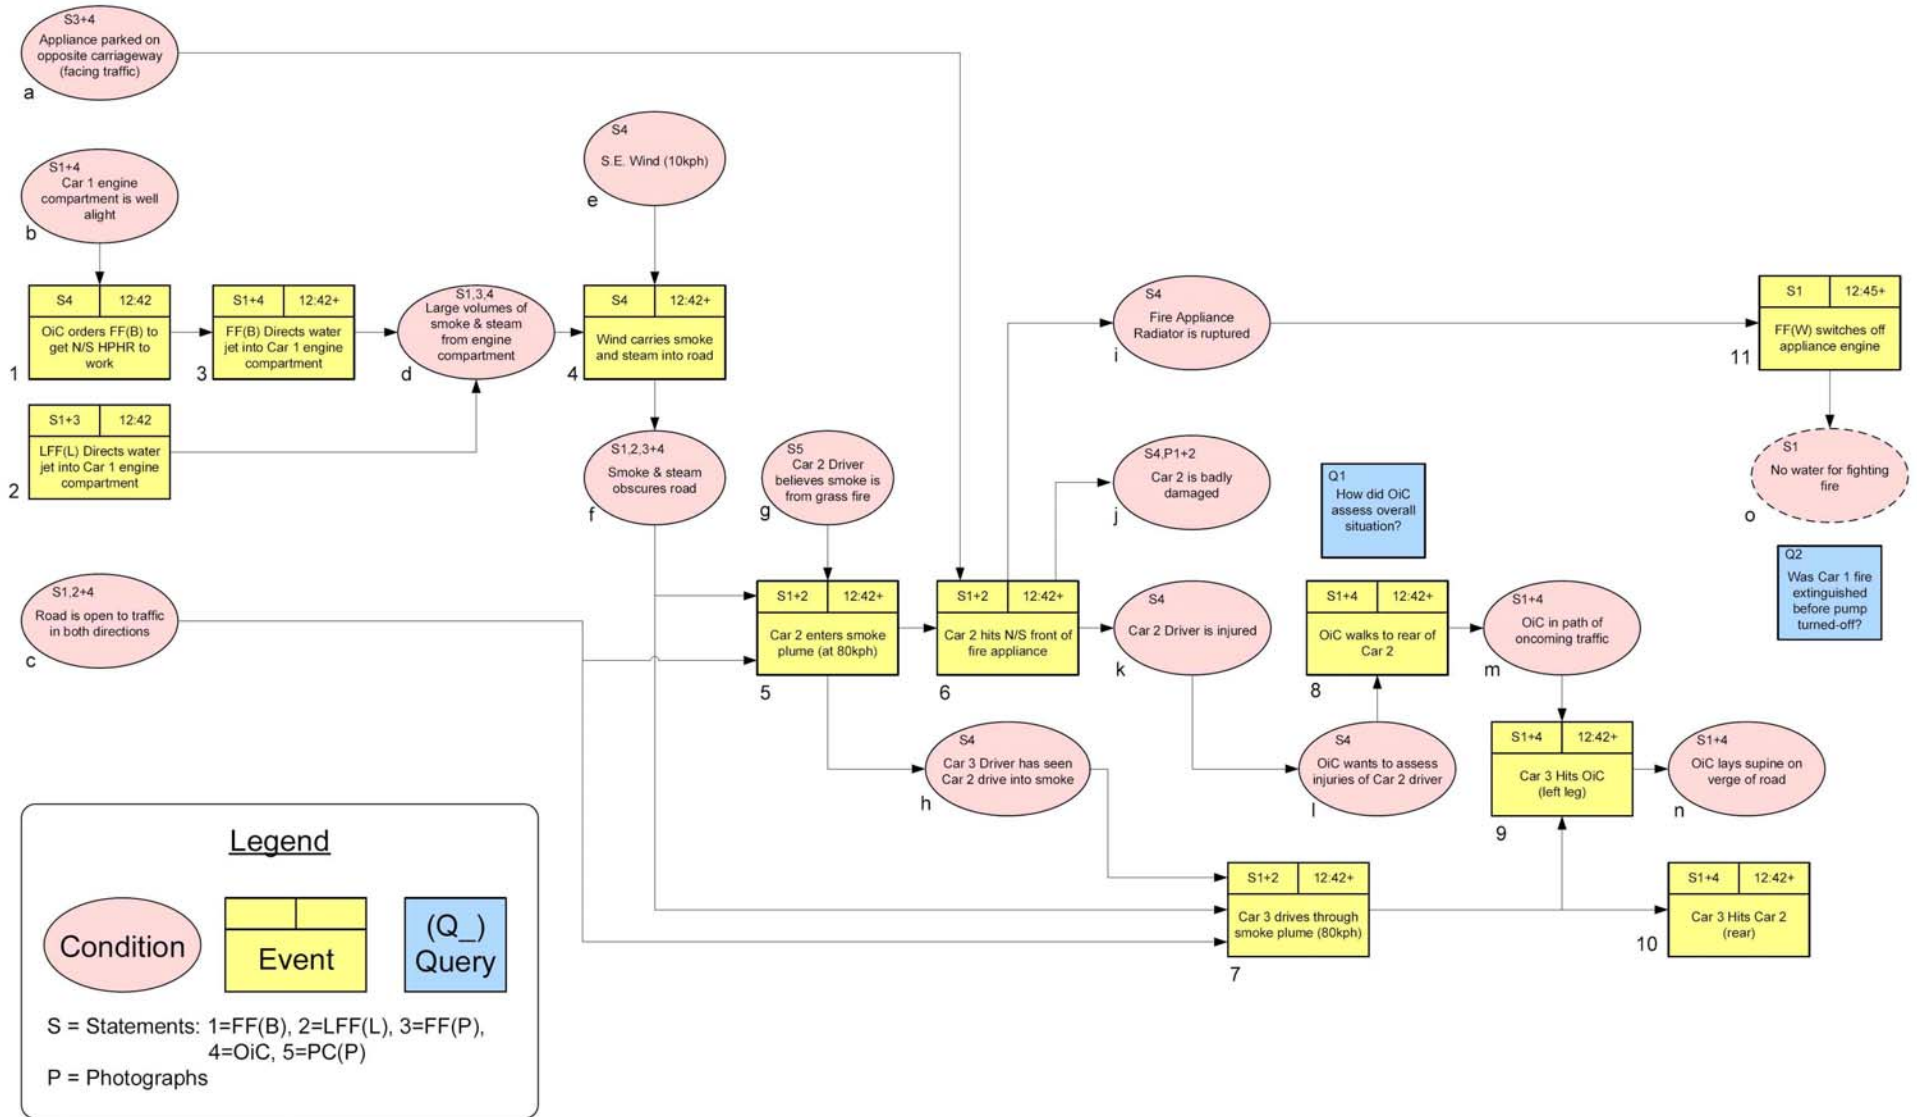 S3+4
Appliance parked on
opposite carriageway
(facing traffic)
a
S4
S.E. Wind (10kph)
e
S1+4
Car 1 engine
compartment is well
alight
b
S4 12:42
OiC orders FF(B) to
get N/S HPHR to
work
1
S1+4 12:42+
FF(B) Directs water
jet into Car 1 engine
compartment
3
S1,3,4
Large volumes of
smoke & steam
from engine
compartment
d
S4 12:42+
Wind carries smoke
and steam into road
4
S4
Fire Appliance
Radiator is ruptured
i
S1 12:45+
FF(W) switches off
appliance engine
11
S1+3 12:42
LFF(L) Directs water
jet into Car 1 engine
compartment
2
S1,2,3+4
Smoke & steam
obscures road
f
S5
Car 2 Driver
believes smoke is
from grass fire
g
S4,P1+2
Car 2 is badly
damaged
j
Q1
How did OiC
assess overall
situation?
S1
No water for fighting
fire
o
Q2
Was Car 1 fire
extinguished
before pump
turned-off?
S1,2+4
Road is open to traffic
in both directions
c
S1+2 12:42+
Car 2 enters smoke
plume (at 80kph)
5
S1+2 12:42+
Car 2 hits N/S front of
fire appliance
6
S4
Car 2 Driver is injured
k
S1+4 12:42+
OiC walks to rear of
Car 2
8
S1+4
OiC in path of
oncoming traffic
m
S4
Car 3 Driver has seen
Car 2 drive into smoke
h
S4
OiC wants to assess
injuries of Car 2 driver
l
S1+4 12:42+
Car 3 Hits OiC
(left leg)
9
S1+4
OiC lays supine on
verge of road
n
S1+2 12:42+
Car 3 drives through
smoke plume (80kph)
7
S1+4 12:42+
Car 3 Hits Car 2
(rear)
10
Legend
Condition
Event
(Q_)
Query
S = Statements: 1=FF(B), 2=LFF(L), 3=FF(P),
4=OiC, 5=PC(P)
P = Photographs